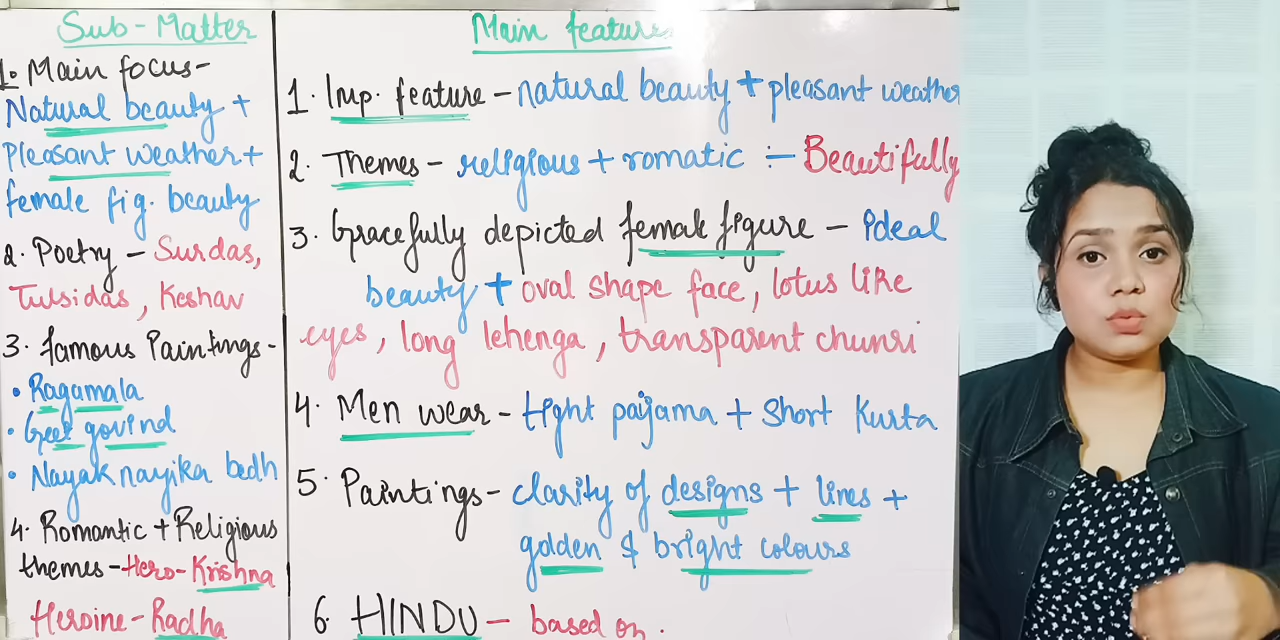 Sub-Matter
1. Main focus-
Natural beauty +
Pleasant weather+
female fig. beauty
2. Poetry - Surdas,
Tulsidas, Keshav
3. famous Paintings-
• Ragamala
• Geet govind
• Nayak nayika bedh
4. Romantic + Religious
themes-Hero-Krishna
Heroine-Radha
Main features
1. Imp. feature - natural beauty + pleasant weather
2. Themes - religious + romatic :- Beautifully
3. Gracefully depicted female figure - ideal
beauty + oval shape face, lotus like
eyes, long lehenga, transparent chunri
4. Men wear - tight paijama + short Kurta
5. Paintings- clarity of designs + lines +
golden & bright colours
6. HINDU - based on.